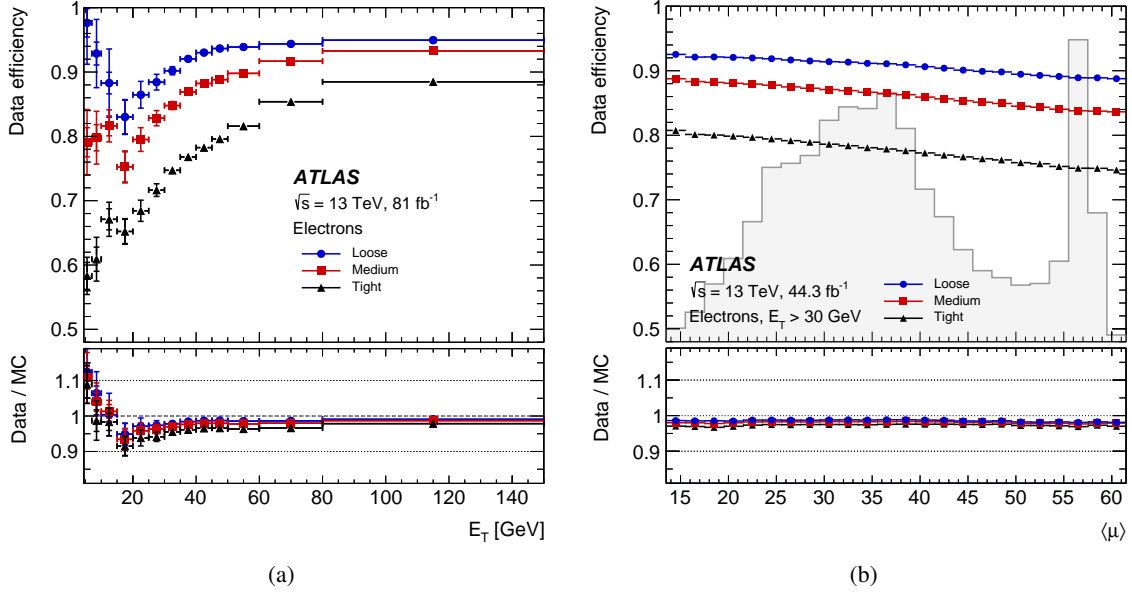 Data efficiency
1
0.9
0.8
0.7
0.6
0.5
ATLAS
√s = 13 TeV, 81 fb⁻¹
Electrons
Loose
Medium
Tight
Data / MC
1.1
1
0.9
20 40 60 80 100 120 140
E_T [GeV]
(a)
Data efficiency
1
0.9
0.8
0.7
0.6
0.5
ATLAS
√s = 13 TeV, 44.3 fb⁻¹
Electrons, E_T > 30 GeV
Loose
Medium
Tight
Data / MC
1.1
1
0.9
15 20 25 30 35 40 45 50 55 60
⟨μ⟩
(b)